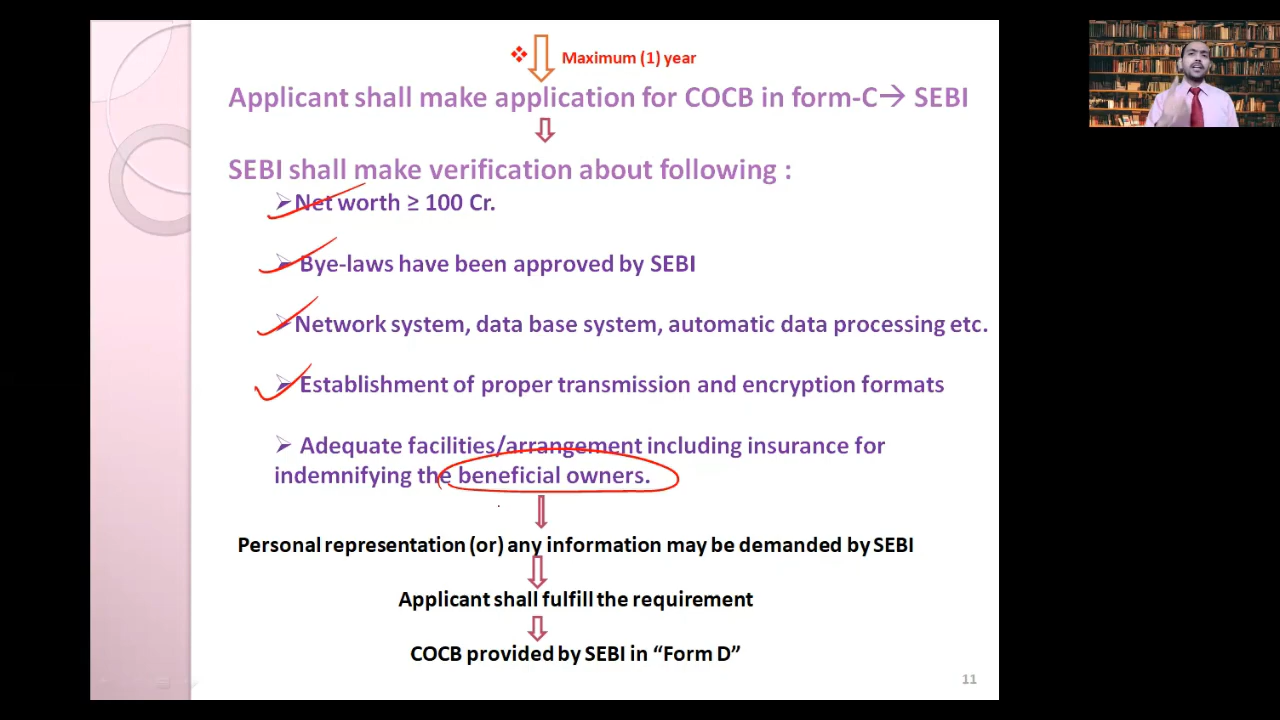 Maximum (1) year
Applicant shall make application for COCB in form-C→ SEBI
SEBI shall make verification about following :
Net worth ≥ 100 Cr.
Bye-laws have been approved by SEBI
Network system, data base system, automatic data processing etc.
Establishment of proper transmission and encryption formats
Adequate facilities/arrangement including insurance for
indemnifying the beneficial owners.
Personal representation (or) any information may be demanded by SEBI
Applicant shall fulfill the requirement
COCB provided by SEBI in “Form D”
11